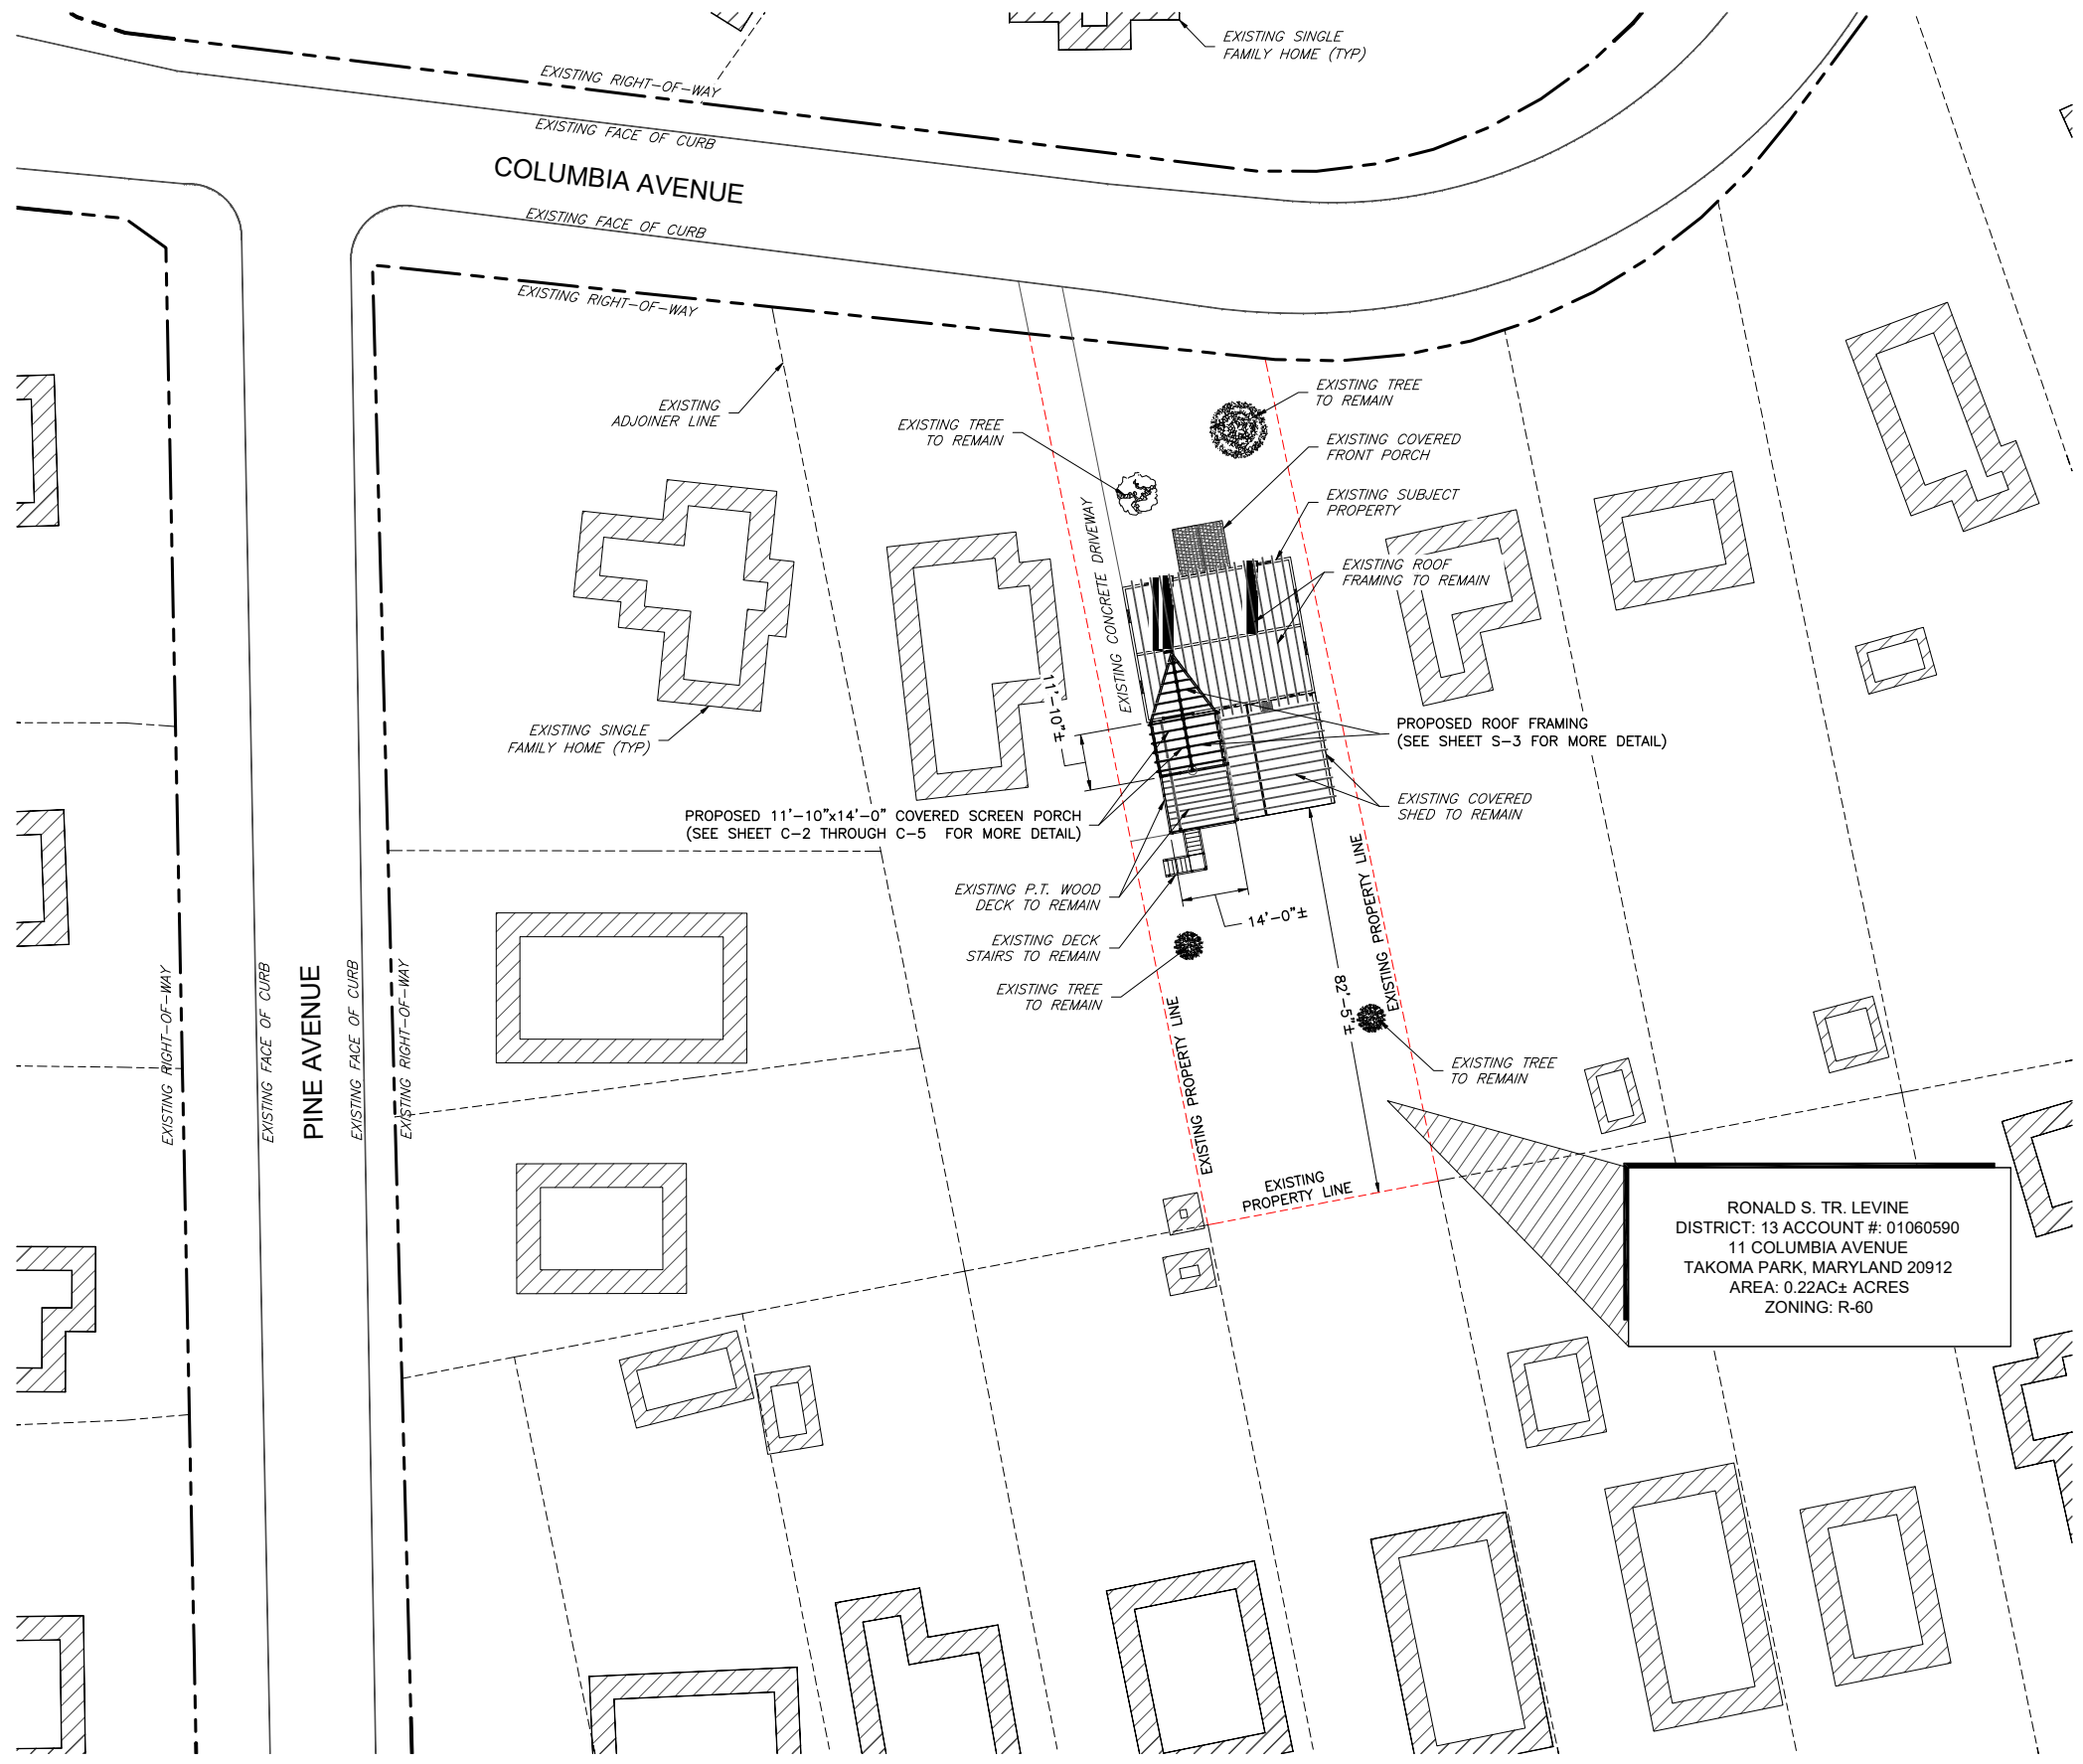 EXISTING SINGLE
FAMILY HOME (TYP)
EXISTING RIGHT-OF-WAY
EXISTING FACE OF CURB
COLUMBIA AVENUE
EXISTING FACE OF CURB
EXISTING RIGHT-OF-WAY
EXISTING
ADJOINER LINE
EXISTING TREE
TO REMAIN
EXISTING TREE
TO REMAIN
EXISTING COVERED
FRONT PORCH
EXISTING SUBJECT
PROPERTY
EXISTING ROOF
FRAMING TO REMAIN
EXISTING CONCRETE DRIVEWAY
11'-10"±
EXISTING SINGLE
FAMILY HOME (TYP)
PROPOSED ROOF FRAMING
(SEE SHEET S-3 FOR MORE DETAIL)
PROPOSED 11'-10"x14'-0" COVERED SCREEN PORCH
(SEE SHEET C-2 THROUGH C-5 FOR MORE DETAIL)
EXISTING COVERED
SHED TO REMAIN
EXISTING P.T. WOOD
DECK TO REMAIN
14'-0"±
EXISTING DECK
STAIRS TO REMAIN
EXISTING TREE
TO REMAIN
82'-5"±
EXISTING PROPERTY LINE
EXISTING TREE
TO REMAIN
EXISTING PROPERTY LINE
EXISTING
PROPERTY LINE
EXISTING RIGHT-OF-WAY
EXISTING FACE OF CURB
PINE AVENUE
EXISTING FACE OF CURB
EXISTING RIGHT-OF-WAY
RONALD S. TR. LEVINE
DISTRICT: 13 ACCOUNT #: 01060590
11 COLUMBIA AVENUE
TAKOMA PARK, MARYLAND 20912
AREA: 0.22AC± ACRES
ZONING: R-60